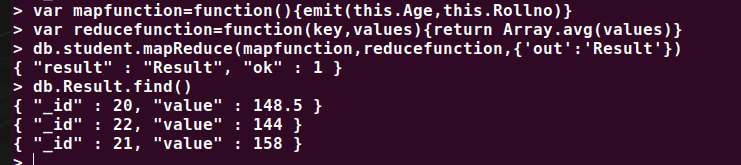 > var mapfunction=function(){emit(this.Age,this.Rollno)}
> var reducefunction=function(key,values){return Array.avg(values)}
> db.student.mapReduce(mapfunction,reducefunction,{'out':'Result'})
{ "result" : "Result", "ok" : 1 }
> db.Result.find()
{ "_id" : 20, "value" : 148.5 }
{ "_id" : 22, "value" : 144 }
{ "_id" : 21, "value" : 158 }
>